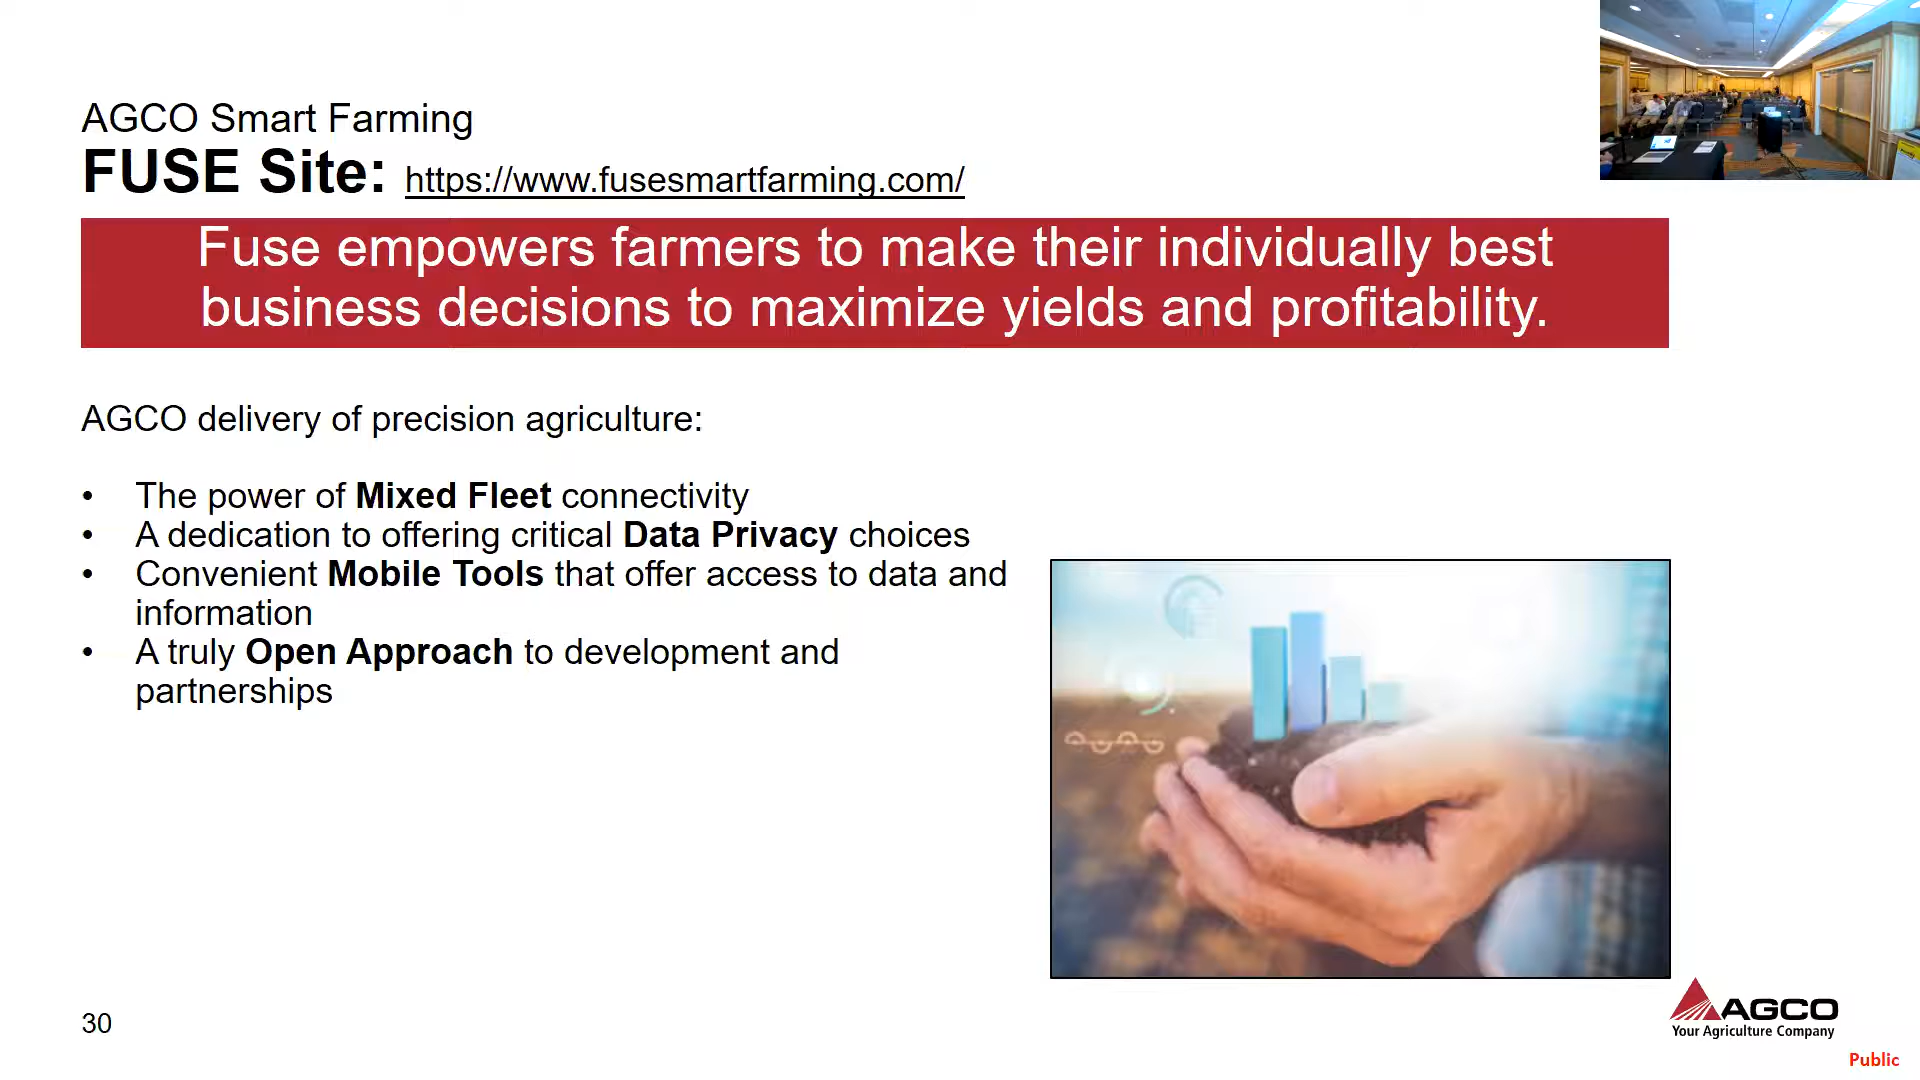 AGCO Smart Farming
FUSE Site: https://www.fusesmartfarming.com/
Fuse empowers farmers to make their individually best
business decisions to maximize yields and profitability.
AGCO delivery of precision agriculture:
• The power of Mixed Fleet connectivity
• A dedication to offering critical Data Privacy choices
• Convenient Mobile Tools that offer access to data and
information
• A truly Open Approach to development and
partnerships
30
AGCO
Your Agriculture Company
Public